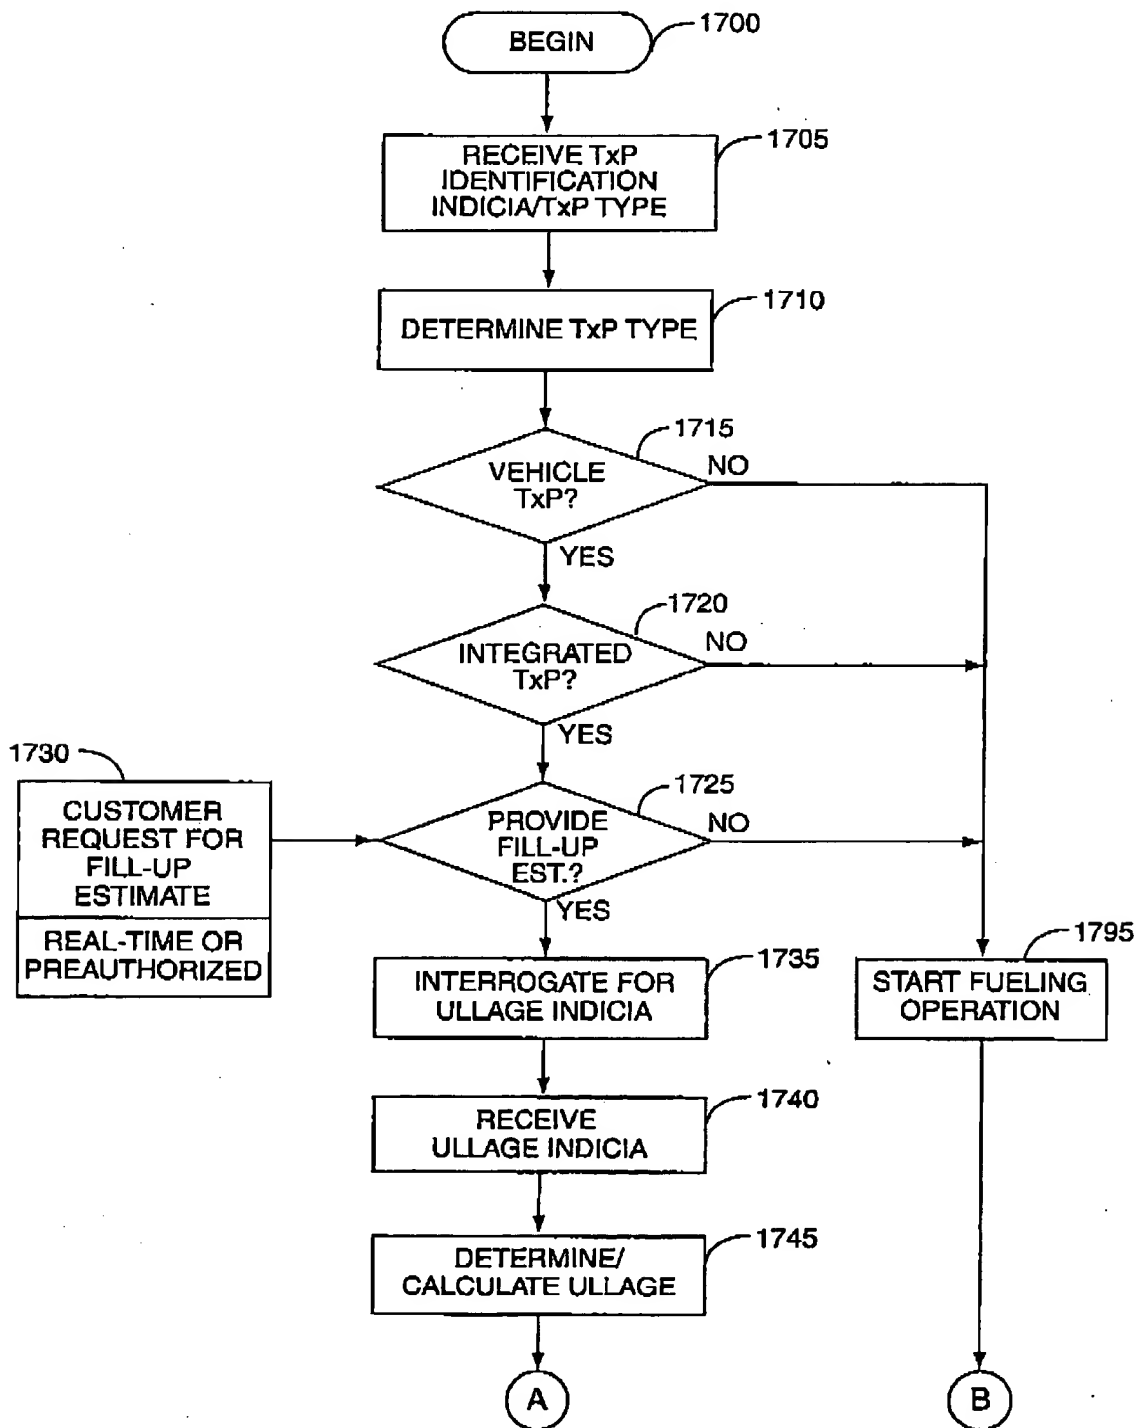 BEGIN
1700
RECEIVE TxP
IDENTIFICATION
INDICIA/TxP TYPE
1705
DETERMINE TxP TYPE
1710
VEHICLE
TxP?
1715
NO
YES
INTEGRATED
TxP?
1720
NO
YES
1730
CUSTOMER
REQUEST FOR
FILL-UP
ESTIMATE
REAL-TIME OR
PREAUTHORIZED
PROVIDE
FILL-UP
EST.?
1725
NO
YES
INTERROGATE FOR
ULLAGE INDICIA
1735
START FUELING
OPERATION
1795
RECEIVE
ULLAGE INDICIA
1740
DETERMINE/
CALCULATE ULLAGE
1745
A
B